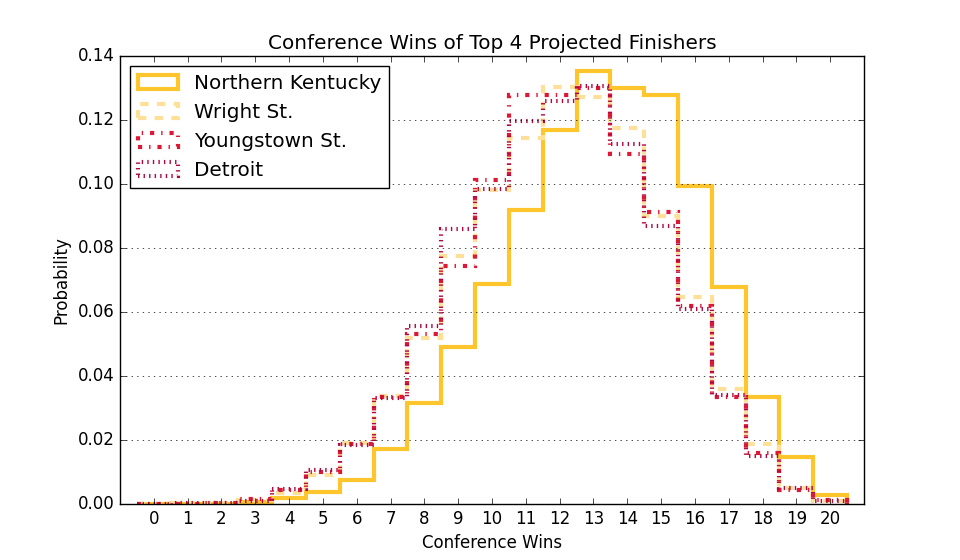 Conference Wins of Top 4 Projected Finishers
0.14
0.12
0.10
0.08
0.06
0.04
0.02
0.00
Probability
Northern Kentucky
Wright St.
Youngstown St.
Detroit
0 1 2 3 4 5 6 7 8 9 10 11 12 13 14 15 16 17 18 19 20
Conference Wins